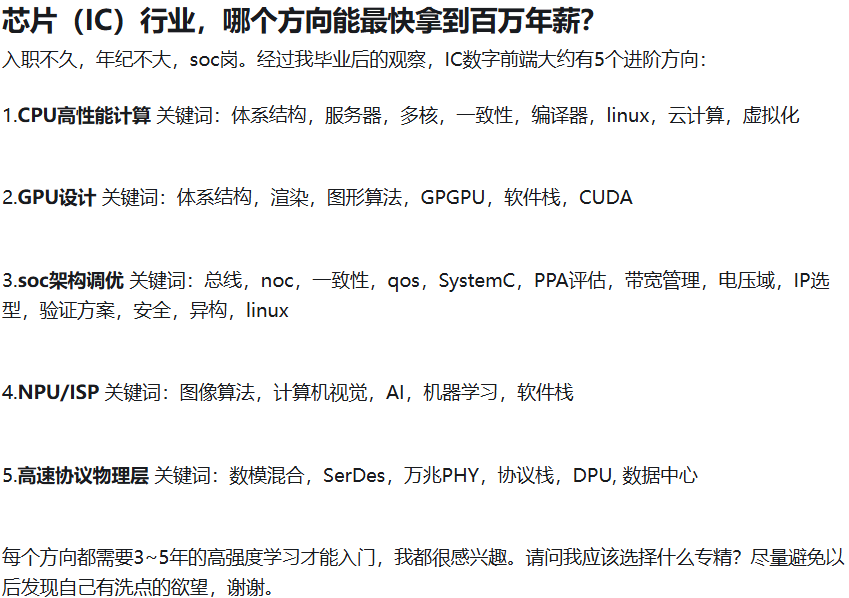 芯片（IC）行业，哪个方向能最快拿到百万年薪？
入职不久，年纪不大，soc岗。经过我毕业后的观察，IC数字前端大约有5个进阶方向：
1.CPU高性能计算 关键词：体系结构，服务器，多核，一致性，编译器，linux，云计算，虚拟化
2.GPU设计 关键词：体系结构，渲染，图形算法，GPGPU，软件栈，CUDA
3.soc架构调优 关键词：总线，noc，一致性，qos，SystemC，PPA评估，带宽管理，电压域，IP选
型，验证方案，安全，异构，linux
4.NPU/ISP 关键词：图像算法，计算机视觉，AI，机器学习，软件栈
5.高速协议物理层 关键词：数模混合，SerDes，万兆PHY，协议栈，DPU, 数据中心
每个方向都需要3~5年的高强度学习才能入门，我都很感兴趣。请问我应该选择什么专精？尽量避免以
后发现自己有洗点的欲望，谢谢。